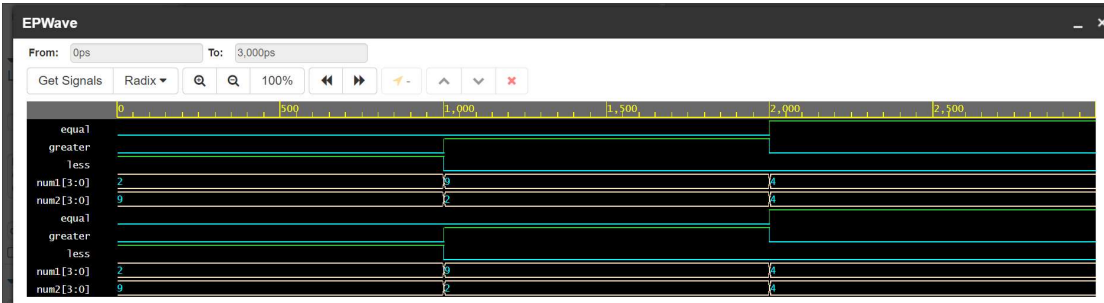 EPWave
From: 0ps To: 3,000ps
Get Signals Radix 100% -
0 500 1,000 1,500 2,000 2,500
equal
greater
less
num1[3:0] 2 9 4
num2[3:0] 9 2 4
equal
greater
less
num1[3:0] 2 9 4
num2[3:0] 9 2 4